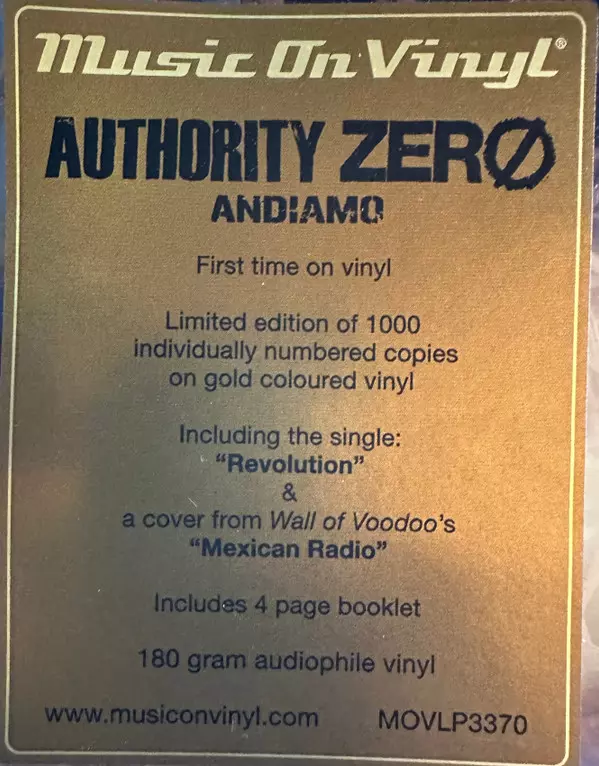 Music On Vinyl®
AUTHORITY ZERØ
ANDIAMO
First time on vinyl
Limited edition of 1000
individually numbered copies
on gold coloured vinyl
Including the single:
“Revolution”
&
a cover from Wall of Voodoo's
“Mexican Radio”
Includes 4 page booklet
180 gram audiophile vinyl
www.musiconvinyl.com MOVLP3370